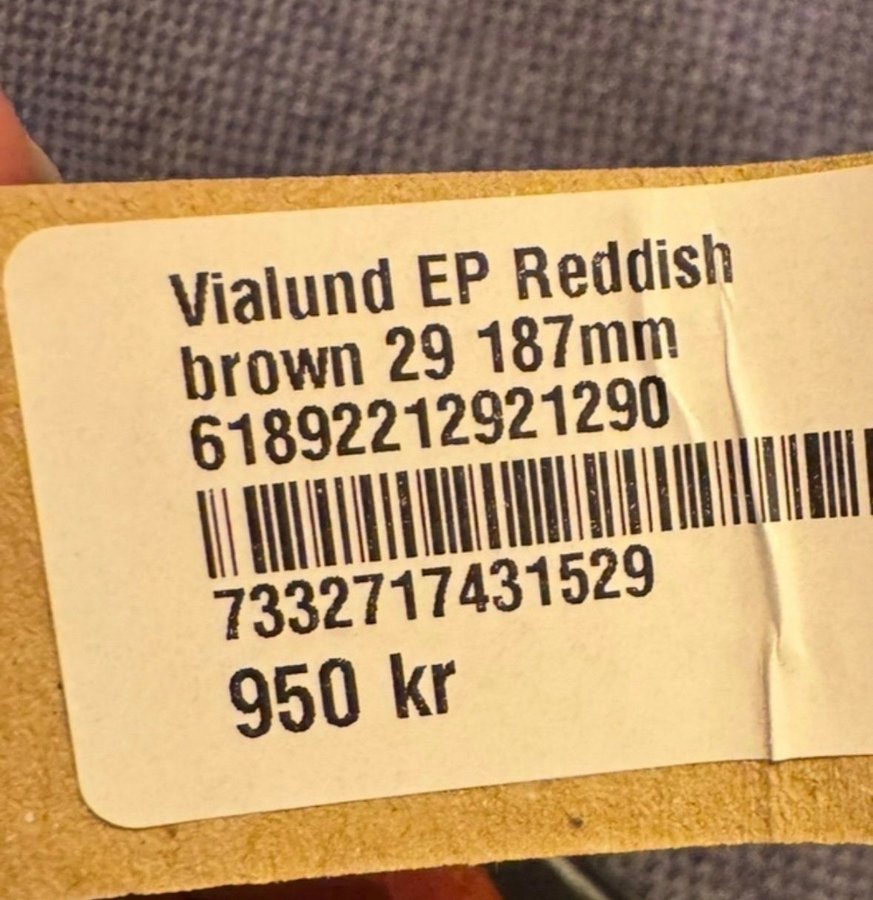 Vialund EP Reddish
brown 29 187mm
61892212921290
7332717431529
950 kr